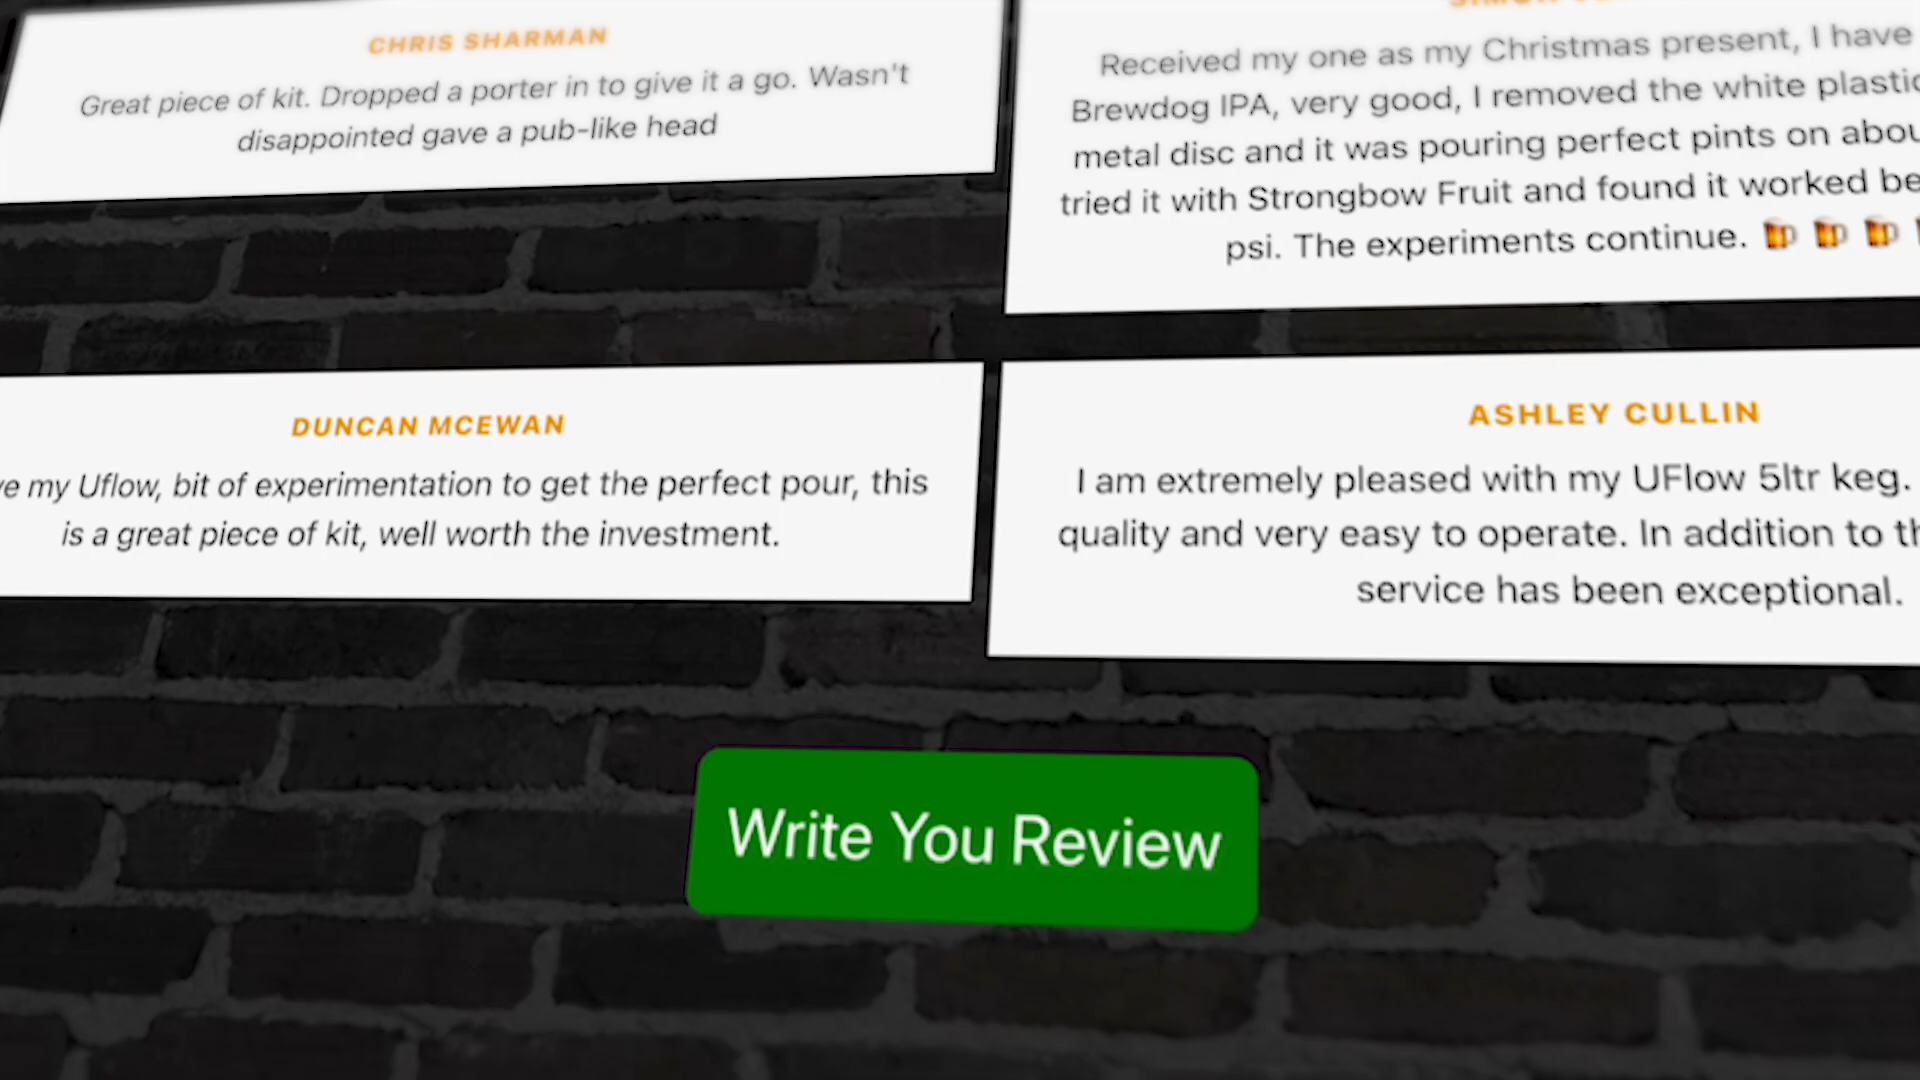 CHRIS SHARMAN
Great piece of kit. Dropped a porter in to give it a go. Wasn't
disappointed gave a pub-like head
Received my one as my Christmas present, I have
Brewdog IPA, very good, I removed the white plastic
metal disc and it was pouring perfect pints on
tried it with Strongbow Fruit and found it worked
psi. The experiments continue. 🍺 🍺 🍺
DUNCAN MCEWAN
my Uflow, bit of experimentation to get the perfect pour, this
is a great piece of kit, well worth the investment.
ASHLEY CULLIN
I am extremely pleased with my UFlow 5ltr keg.
quality and very easy to operate. In addition to
service has been exceptional.
Write You Review